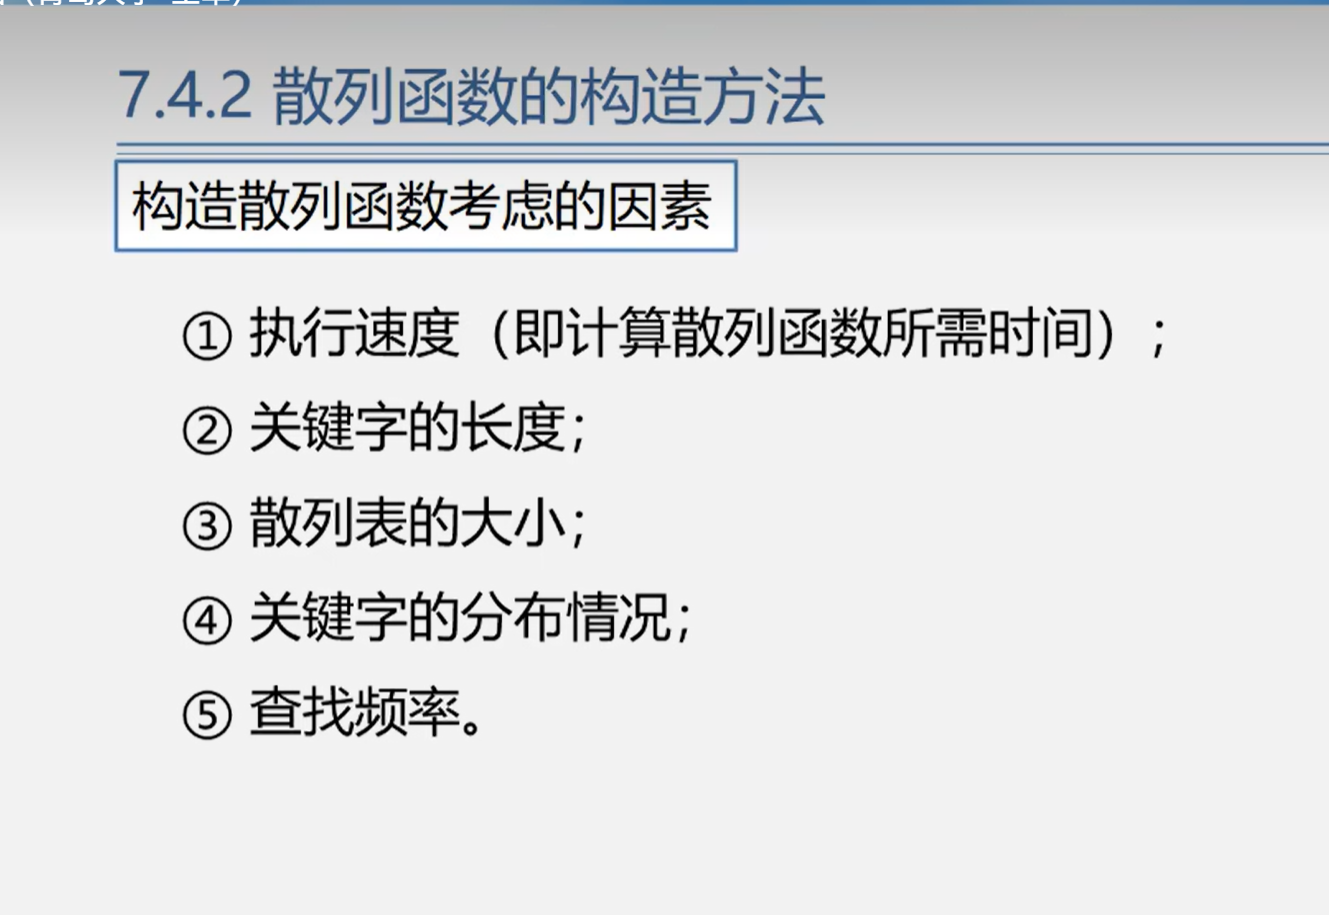 7.4.2 散列函数的构造方法
构造散列函数考虑的因素
① 执行速度（即计算散列函数所需时间）;
② 关键字的长度;
③ 散列表的大小;
④ 关键字的分布情况;
⑤ 查找频率。